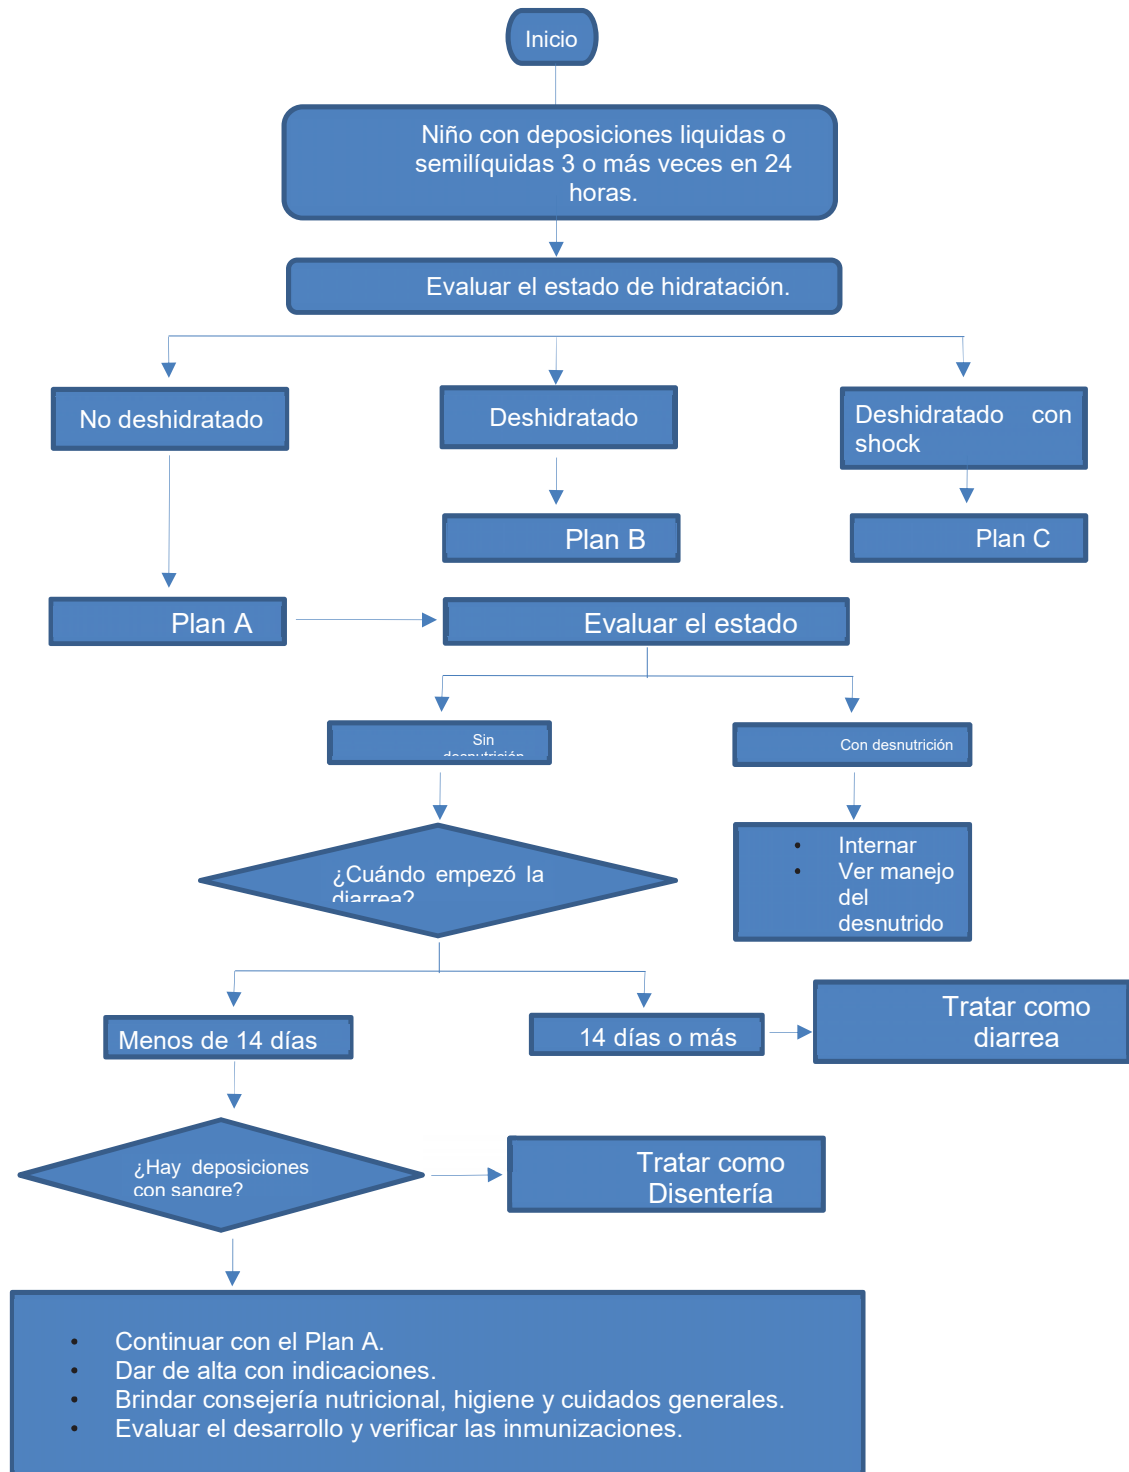 Inicio
Niño con deposiciones liquidas o
semilíquidas 3 o más veces en 24
horas.
Evaluar el estado de hidratación.
No deshidratado
Deshidratado
Deshidratado con
shock
Plan B
Plan C
Plan A
Evaluar el estado
Sin
desnutrición
Con desnutrición
¿Cuándo empezó la
diarrea?
• Internar
• Ver manejo
del
desnutrido
Menos de 14 días
14 días o más
Tratar como
diarrea
¿Hay deposiciones
con sangre?
Tratar como
Disentería
• Continuar con el Plan A.
• Dar de alta con indicaciones.
• Brindar consejería nutricional, higiene y cuidados generales.
• Evaluar el desarrollo y verificar las inmunizaciones.